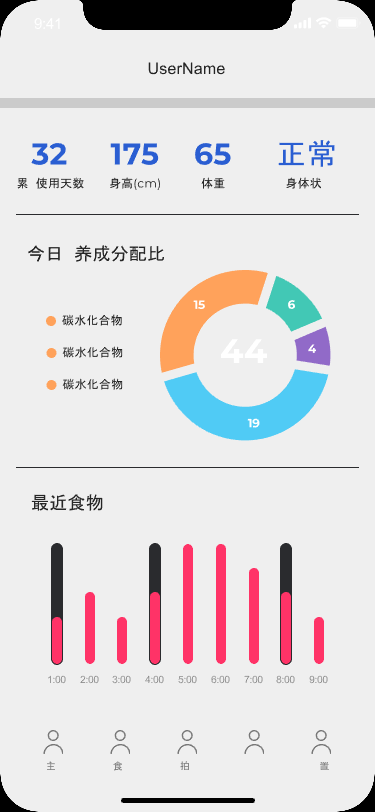 9:41
UserName
32 175 65 正常
累 使用天数 身高(cm) 体重 身体状
今日 养成分配比
15
6
碳水化合物
44
4
碳水化合物
碳水化合物
19
最近食物
1:00 2:00 3:00 4:00 5:00 6:00 7:00 8:00 9:00
主 食 拍 置